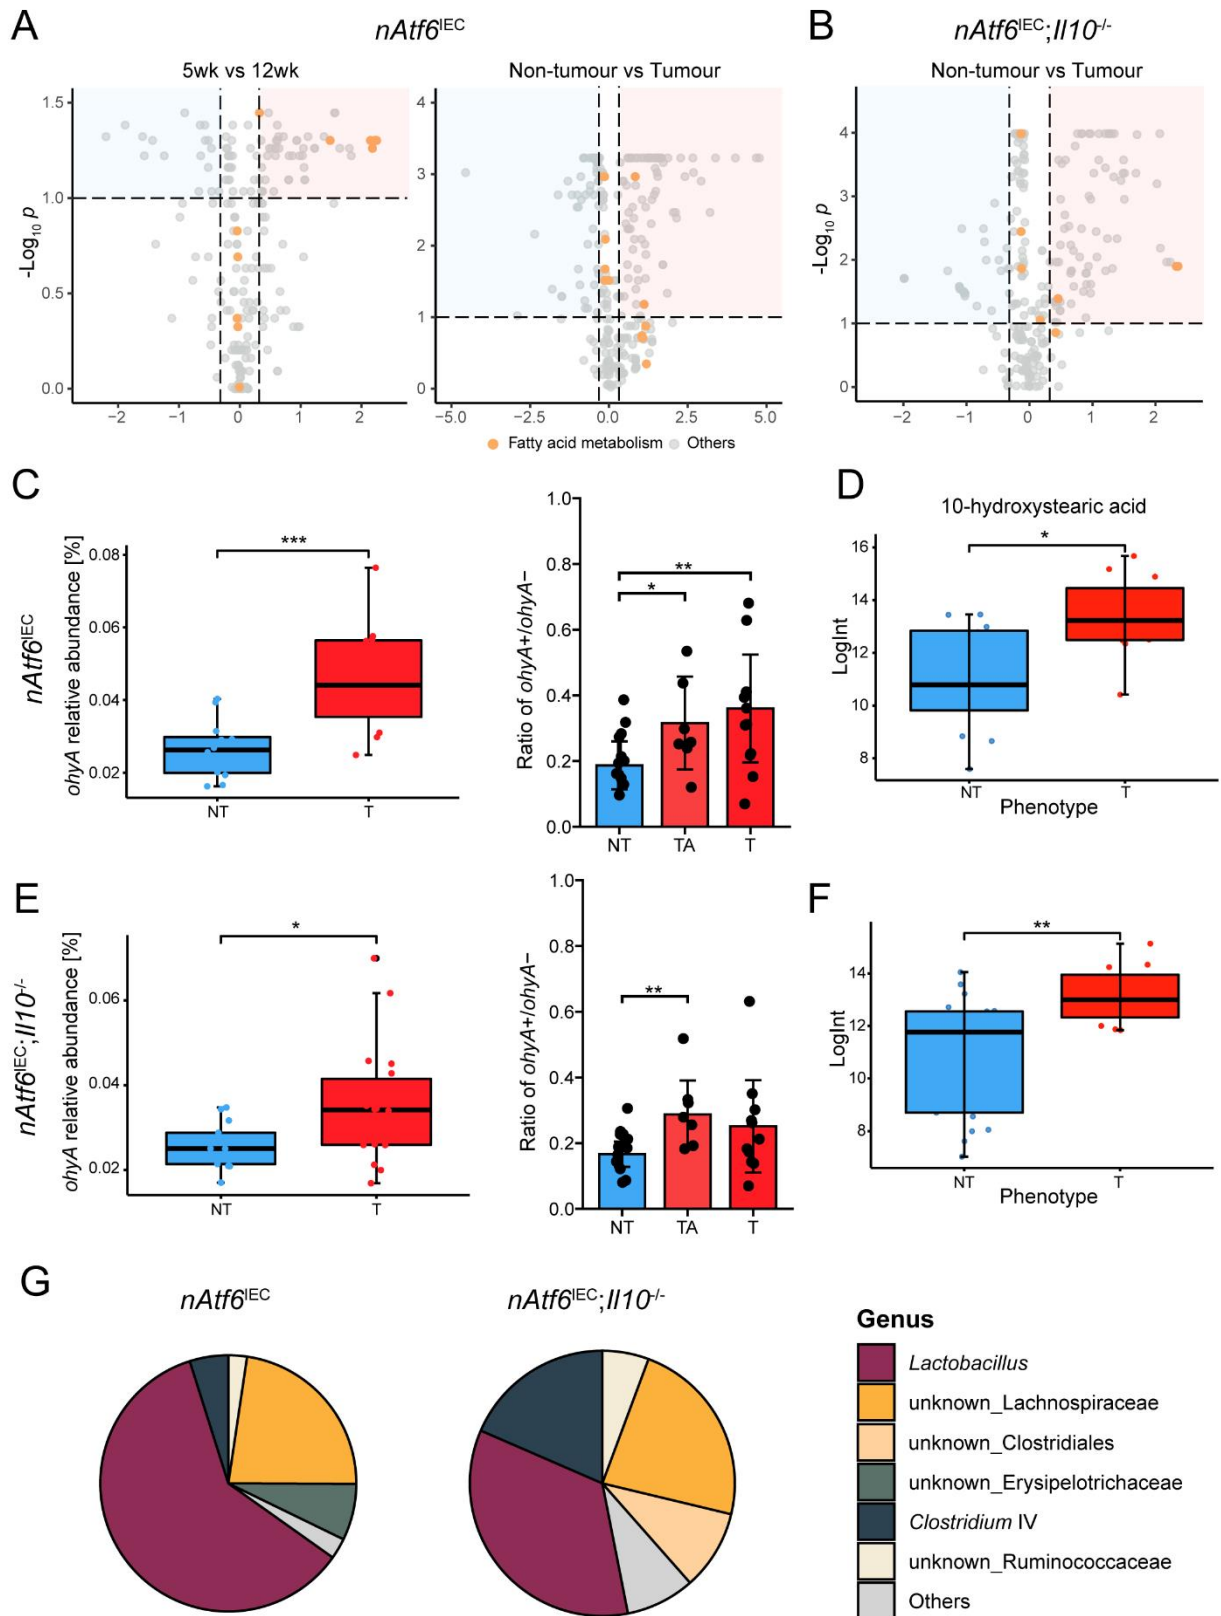 A
nAtf6IEC
B
nAtf6IEC;Il10-/-
5wk vs 12wk
Non-tumour vs Tumour
Non-tumour vs Tumour
-Log10 p
1.5
1.0
0.5
0.0
−2 −1 0 1 2
4
3
2
1
0
−5.0 −2.5 0.0 2.5 5.0
-Log10 p
4
3
2
1
0
−2 −1 0 1 2
Fatty acid metabolism Others
C
nAtf6IEC
ohyA relative abundance [%]
0.08
0.06
0.04
0.02
***
NT T
Ratio of ohyA+/ohyA−
1.0
0.8
0.6
0.4
0.2
0.0
*
**
NT TA T
D
10-hydroxystearic acid
LogInt
16
14
12
10
8
*
NT T
Phenotype
E
nAtf6IEC;Il10-/-
ohyA relative abundance [%]
0.06
0.04
0.02
*
NT T
Ratio of ohyA+/ohyA−
1.0
0.8
0.6
0.4
0.2
0.0
**
NT TA T
F
LogInt
14
12
10
8
**
NT T
Phenotype
G
nAtf6IEC
nAtf6IEC;Il10-/-
Genus
Lactobacillus
unknown_Lachnospiraceae
unknown_Clostridiales
unknown_Erysipelotrichaceae
Clostridium IV
unknown_Ruminococcaceae
Others